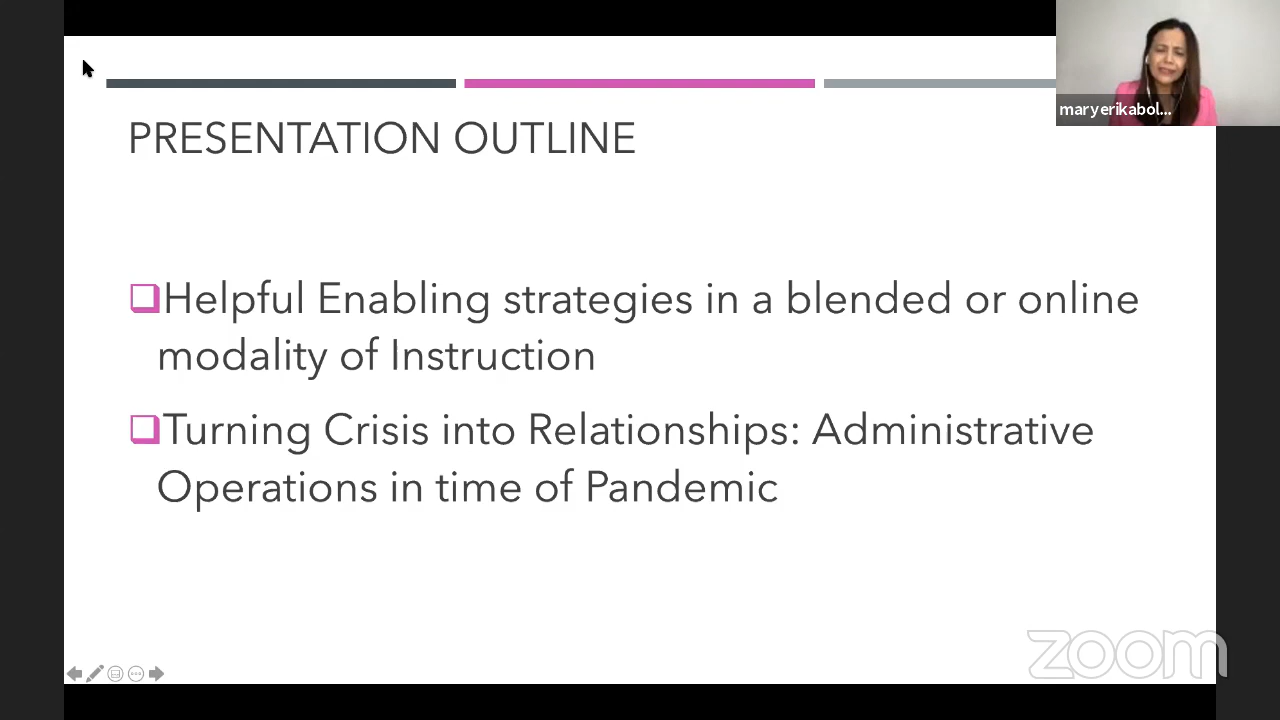 maryerikabol...
PRESENTATION OUTLINE
Helpful Enabling strategies in a blended or online
modality of Instruction
Turning Crisis into Relationships: Administrative
Operations in time of Pandemic
zoom